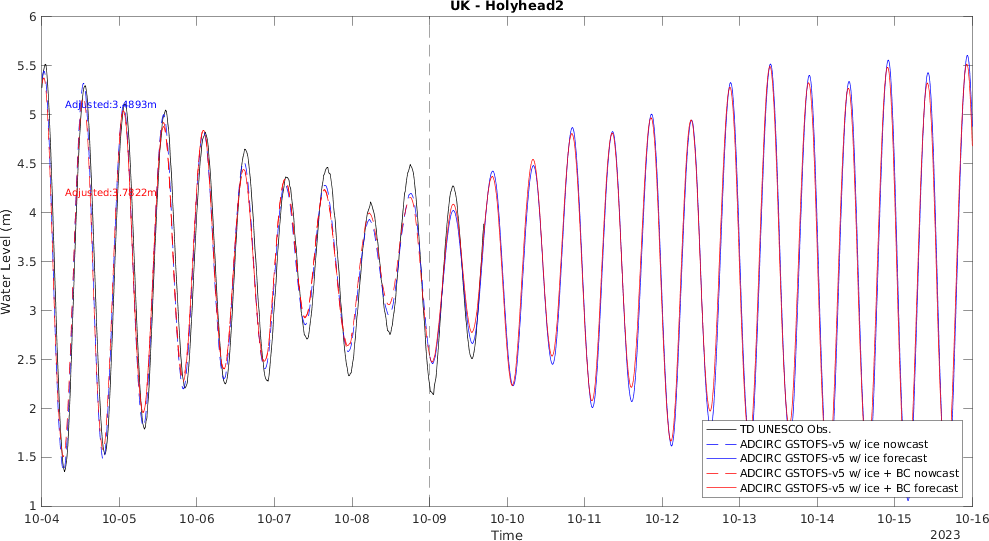 UK - Holyhead2
6
5.5
5
4.5
4
3.5
3
2.5
2
1.5
1
Water Level (m)
Adjusted:3.4893m
Adjusted:3.7822m
TD UNESCO Obs.
ADCIRC GSTOFS-v5 w/ ice nowcast
ADCIRC GSTOFS-v5 w/ ice forecast
ADCIRC GSTOFS-v5 w/ ice + BC nowcast
ADCIRC GSTOFS-v5 w/ ice + BC forecast
10-04 10-05 10-06 10-07 10-08 10-09 10-10 10-11 10-12 10-13 10-14 10-15 10-16
Time
2023